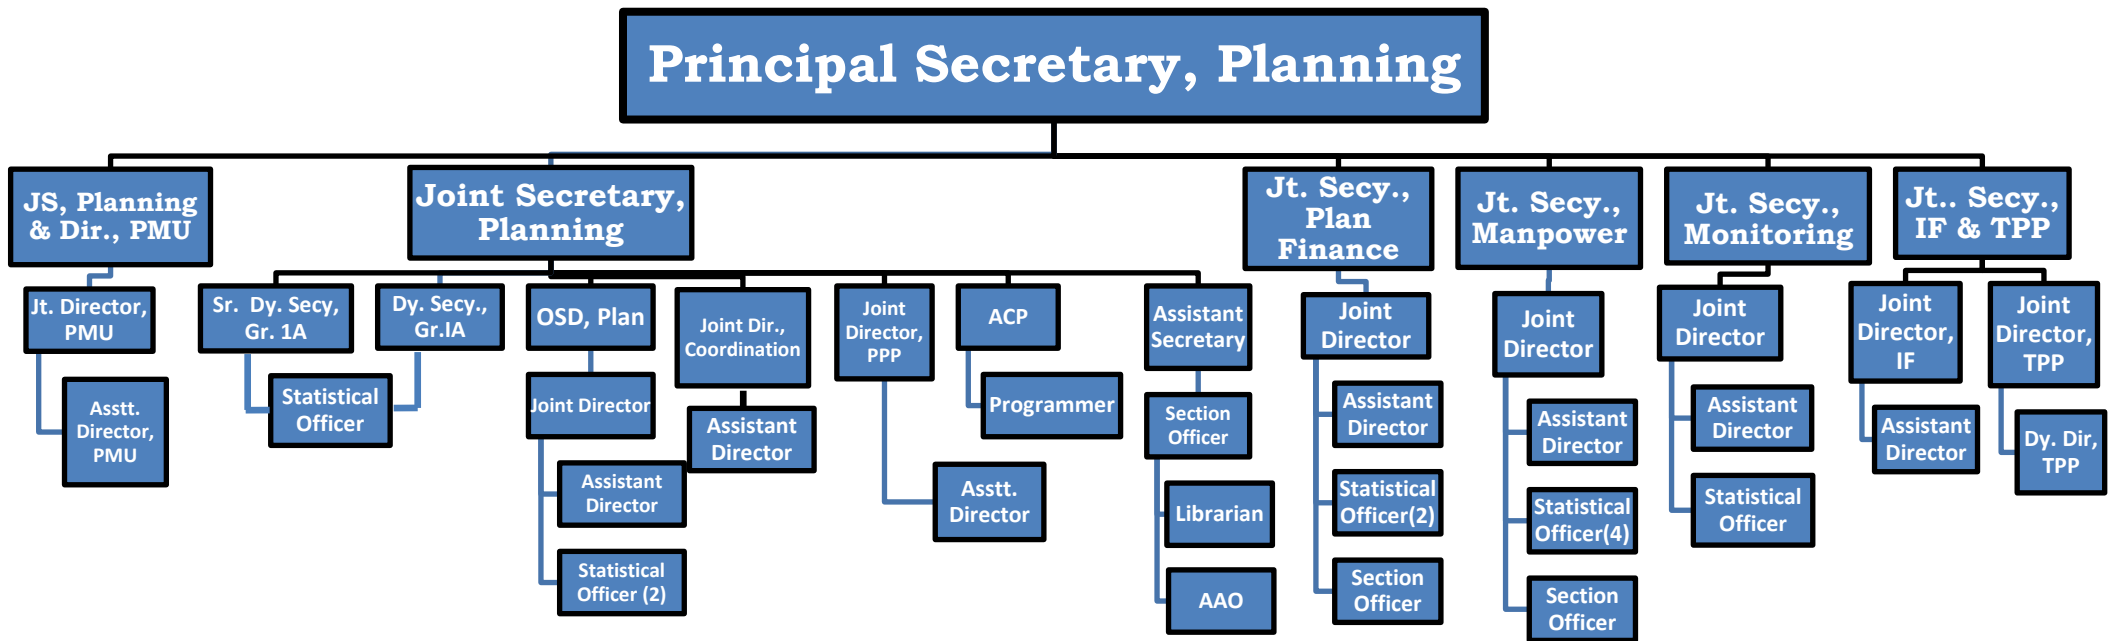 Principal Secretary, Planning
JS, Planning
& Dir., PMU
Joint Secretary,
Planning
Jt. Secy.,
Plan
Finance
Jt. Secy.,
Manpower
Jt. Secy.,
Monitoring
Jt.. Secy.,
IF & TPP
Jt. Director,
PMU
Asstt.
Director,
PMU
Sr. Dy. Secy,
Gr. 1A
Dy. Secy.,
Gr.IA
Statistical
Officer
OSD, Plan
Joint Director
Assistant
Director
Statistical
Officer (2)
Joint Dir.,
Coordination
Assistant
Director
Joint
Director,
PPP
Asstt.
Director
ACP
Programmer
Assistant
Secretary
Section
Officer
Librarian
AAO
Joint
Director
Assistant
Director
Statistical
Officer(2)
Section
Officer
Joint
Director
Assistant
Director
Statistical
Officer(4)
Section
Officer
Joint
Director
Assistant
Director
Statistical
Officer
Joint
Director,
IF
Assistant
Director
Joint
Director,
TPP
Dy. Dir,
TPP